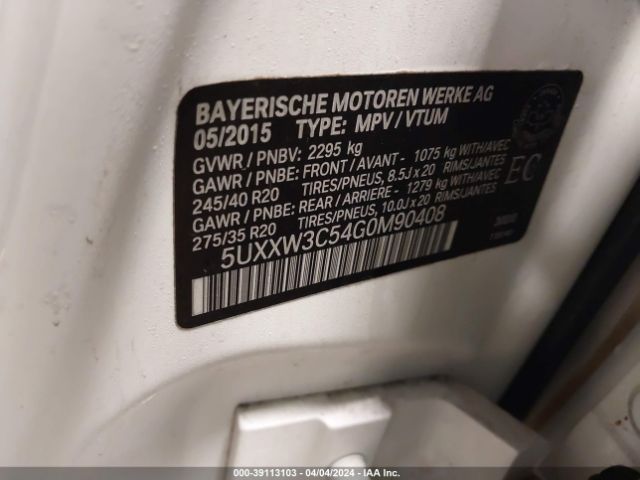 BAYERISCHE MOTOREN WERKE AG
05/2015 TYPE: MPV / VTUM
GVWR / PNBV: 2295 kg
GAWR / PNBE: FRONT / AVANT - 1075 kg WITH/AVEC
245/40 R20 TIRES/PNEUS, 8.5J x 20 RIMS/JANTES
GAWR / PNBE: REAR / ARRIERE - 1279 kg WITH/AVEC
275/35 R20 TIRES/PNEUS, 10.0J x 20 RIMS/JANTES
EC
5UXXW3C54G0M90408
000-39113103 - 04/04/2024 - IAA Inc.